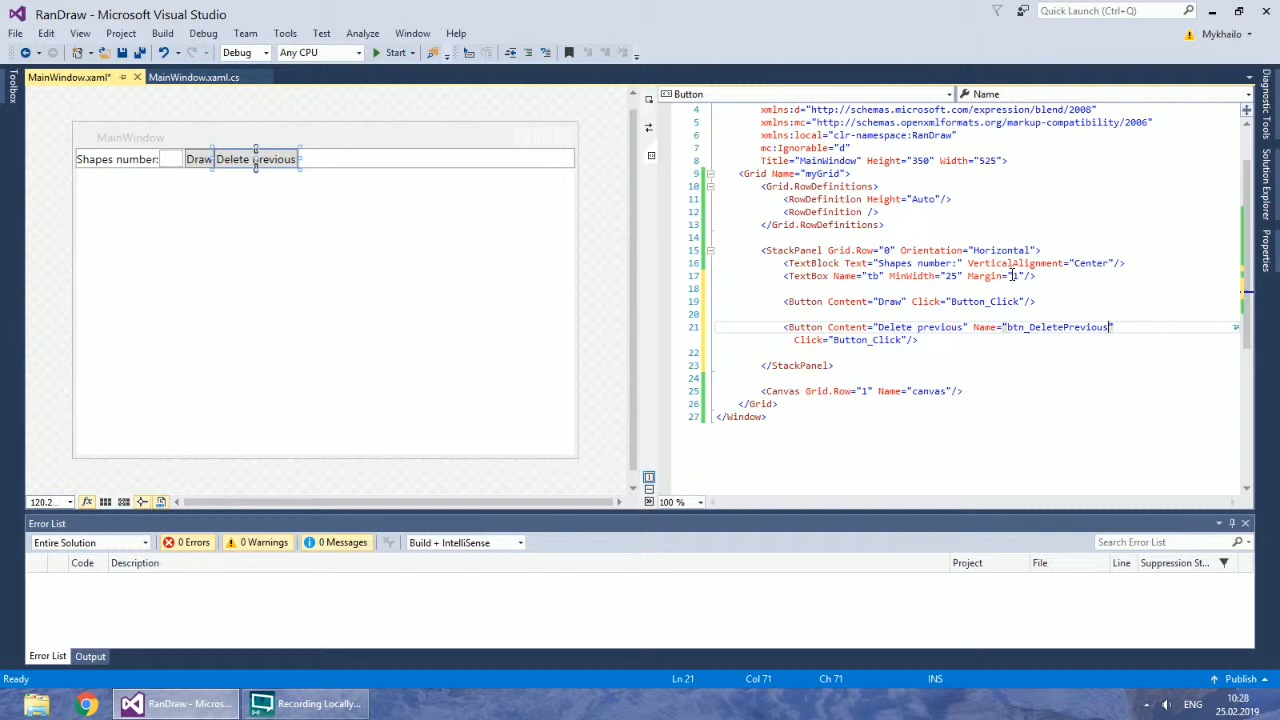 RanDraw - Microsoft Visual Studio
Quick Launch (Ctrl+Q)
File Edit View Project Build Debug Team Tools Test Analyze Window Help
Mykhailo
Debug Any CPU Start
Toolbox
MainWindow.xaml* MainWindow.xaml.cs
Button Name
MainWindow
Shapes number: Draw Delete previous
4 xmlns:d="http://schemas.microsoft.com/expression/blend/2008"
5 xmlns:mc="http://schemas.openxmlformats.org/markup-compatibility/2006"
6 xmlns:local="clr-namespace:RanDraw"
7 mc:Ignorable="d"
8 Title="MainWindow" Height="350" Width="525">
9 <Grid Name="myGrid">
10 <Grid.RowDefinitions>
11 <RowDefinition Height="Auto"/>
12 <RowDefinition />
13 </Grid.RowDefinitions>
14
15 <StackPanel Grid.Row="0" Orientation="Horizontal">
16 <TextBlock Text="Shapes number:" VerticalAlignment="Center"/>
17 <TextBox Name="tb" MinWidth="25" Margin="1"/>
18
19 <Button Content="Draw" Click="Button_Click"/>
20
21 <Button Content="Delete previous" Name="btn_DeletePrevious"
Click="Button_Click"/>
22
23 </StackPanel>
24
25 <Canvas Grid.Row="1" Name="canvas"/>
26 </Grid>
27 </Window>
Diagnostic Tools
Solution Explorer
Properties
120.2...
fx
100 %
Error List
Entire Solution 0 Errors 0 Warnings 0 Messages Build + IntelliSense Search Error List
Code Description Project File Line Suppression St...
Error List Output
Ready Ln 21 Col 71 Ch 71 INS Publish
RanDraw - Micros... Recording Locally... ENG 10:28
25.02.2019